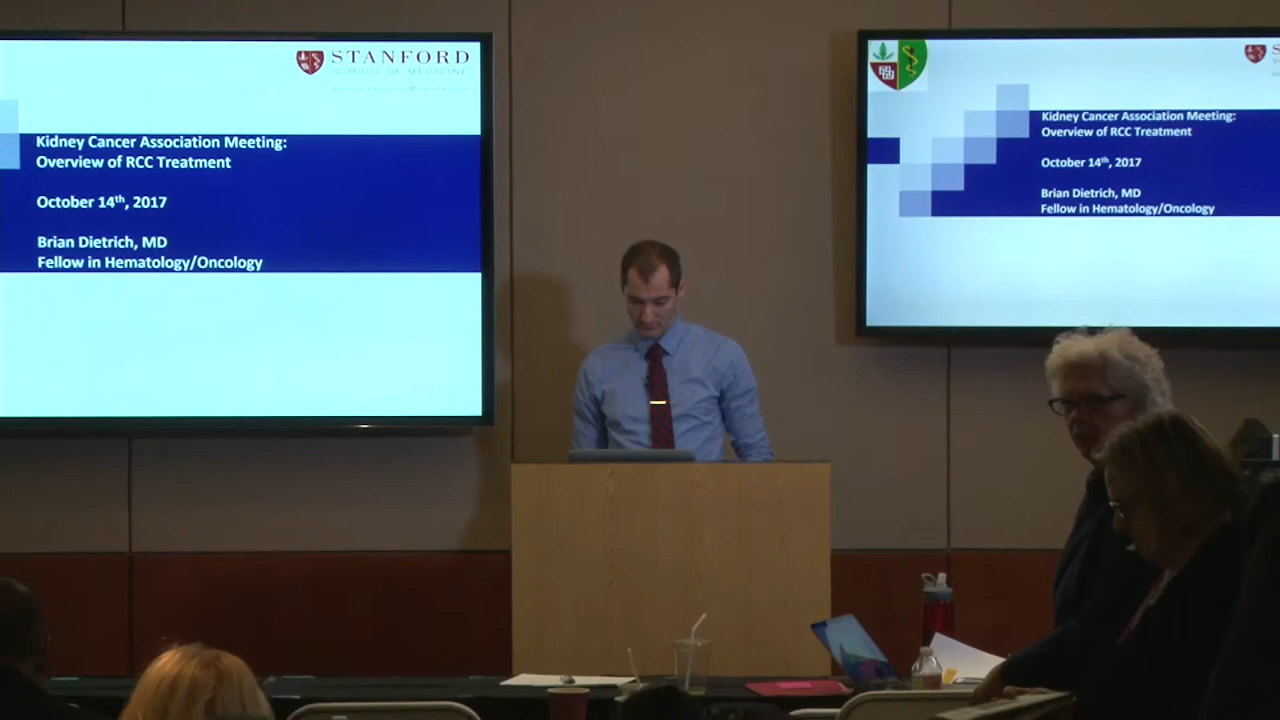 STANFORD
SCHOOL OF MEDICINE
Kidney Cancer Association Meeting:
Overview of RCC Treatment
October 14th, 2017
Brian Dietrich, MD
Fellow in Hematology/Oncology
Kidney Cancer Association Meeting:
Overview of RCC Treatment
October 14th, 2017
Brian Dietrich, MD
Fellow in Hematology/Oncology